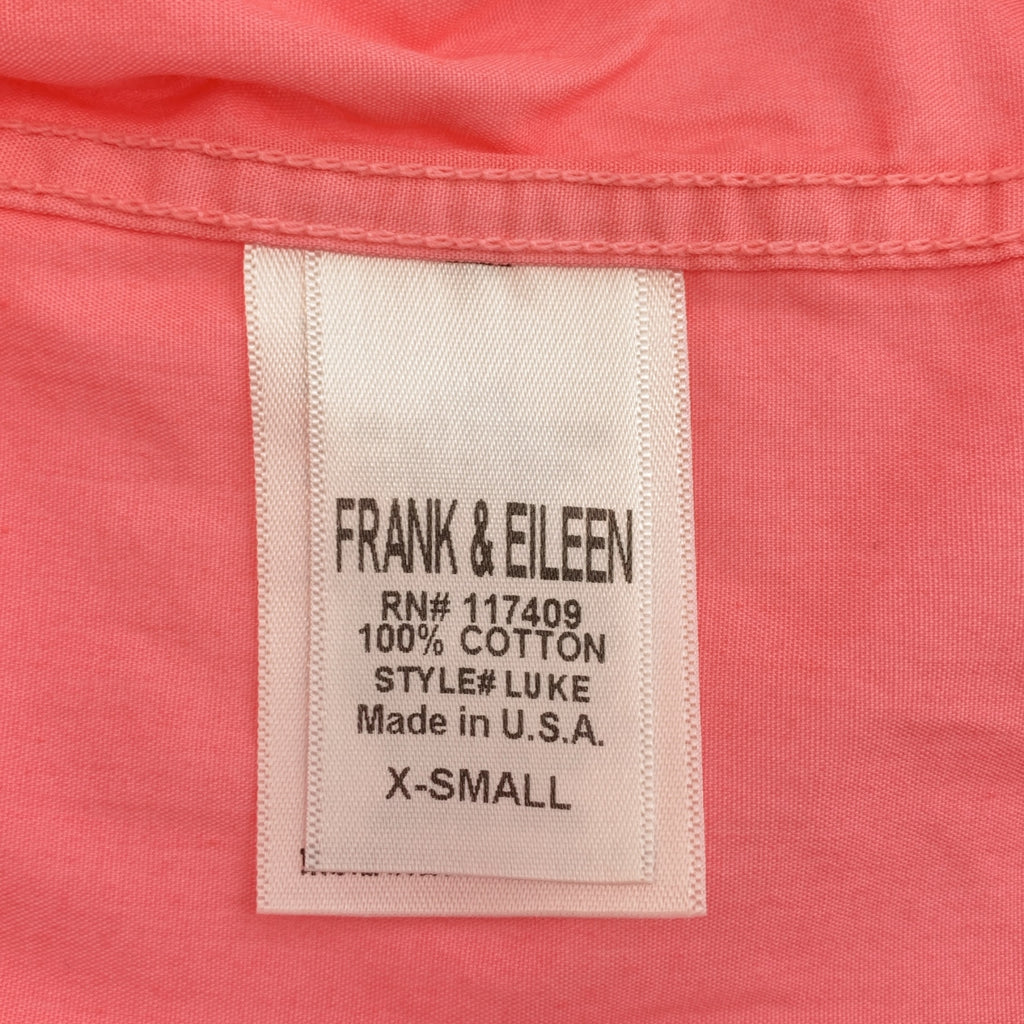 FRANK & EILEEN
RN# 117409
100% COTTON
STYLE# LUKE
Made in U.S.A.
X-SMALL